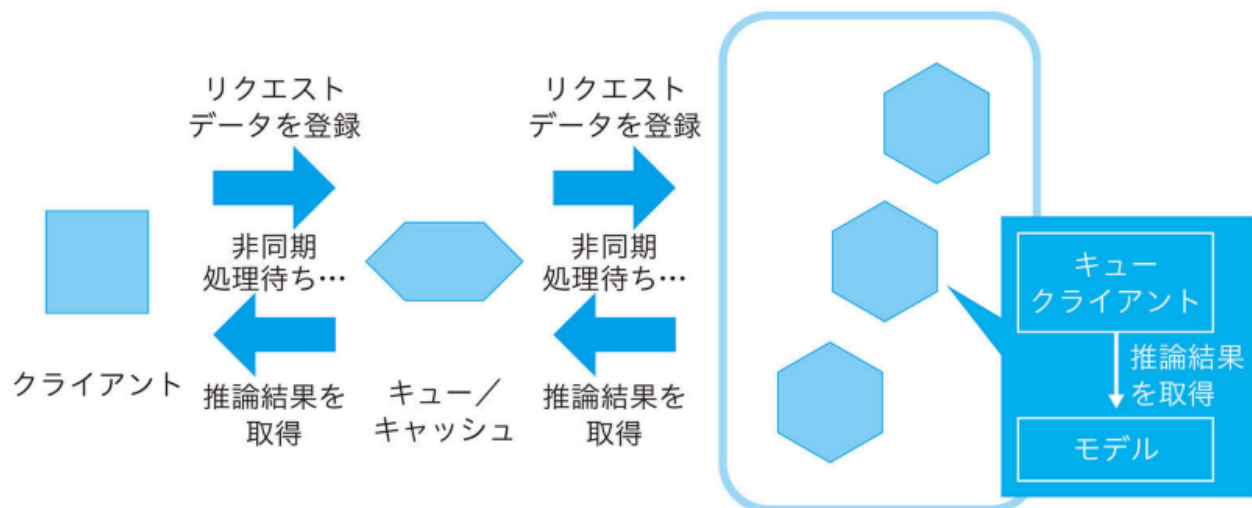 リクエスト
データを登録
非同期
処理待ち…
推論結果を
取得
クライアント
キュー／
キャッシュ
リクエスト
データを登録
非同期
処理待ち…
推論結果を
取得
キュー
クライアント
推論結果
を取得
モデル